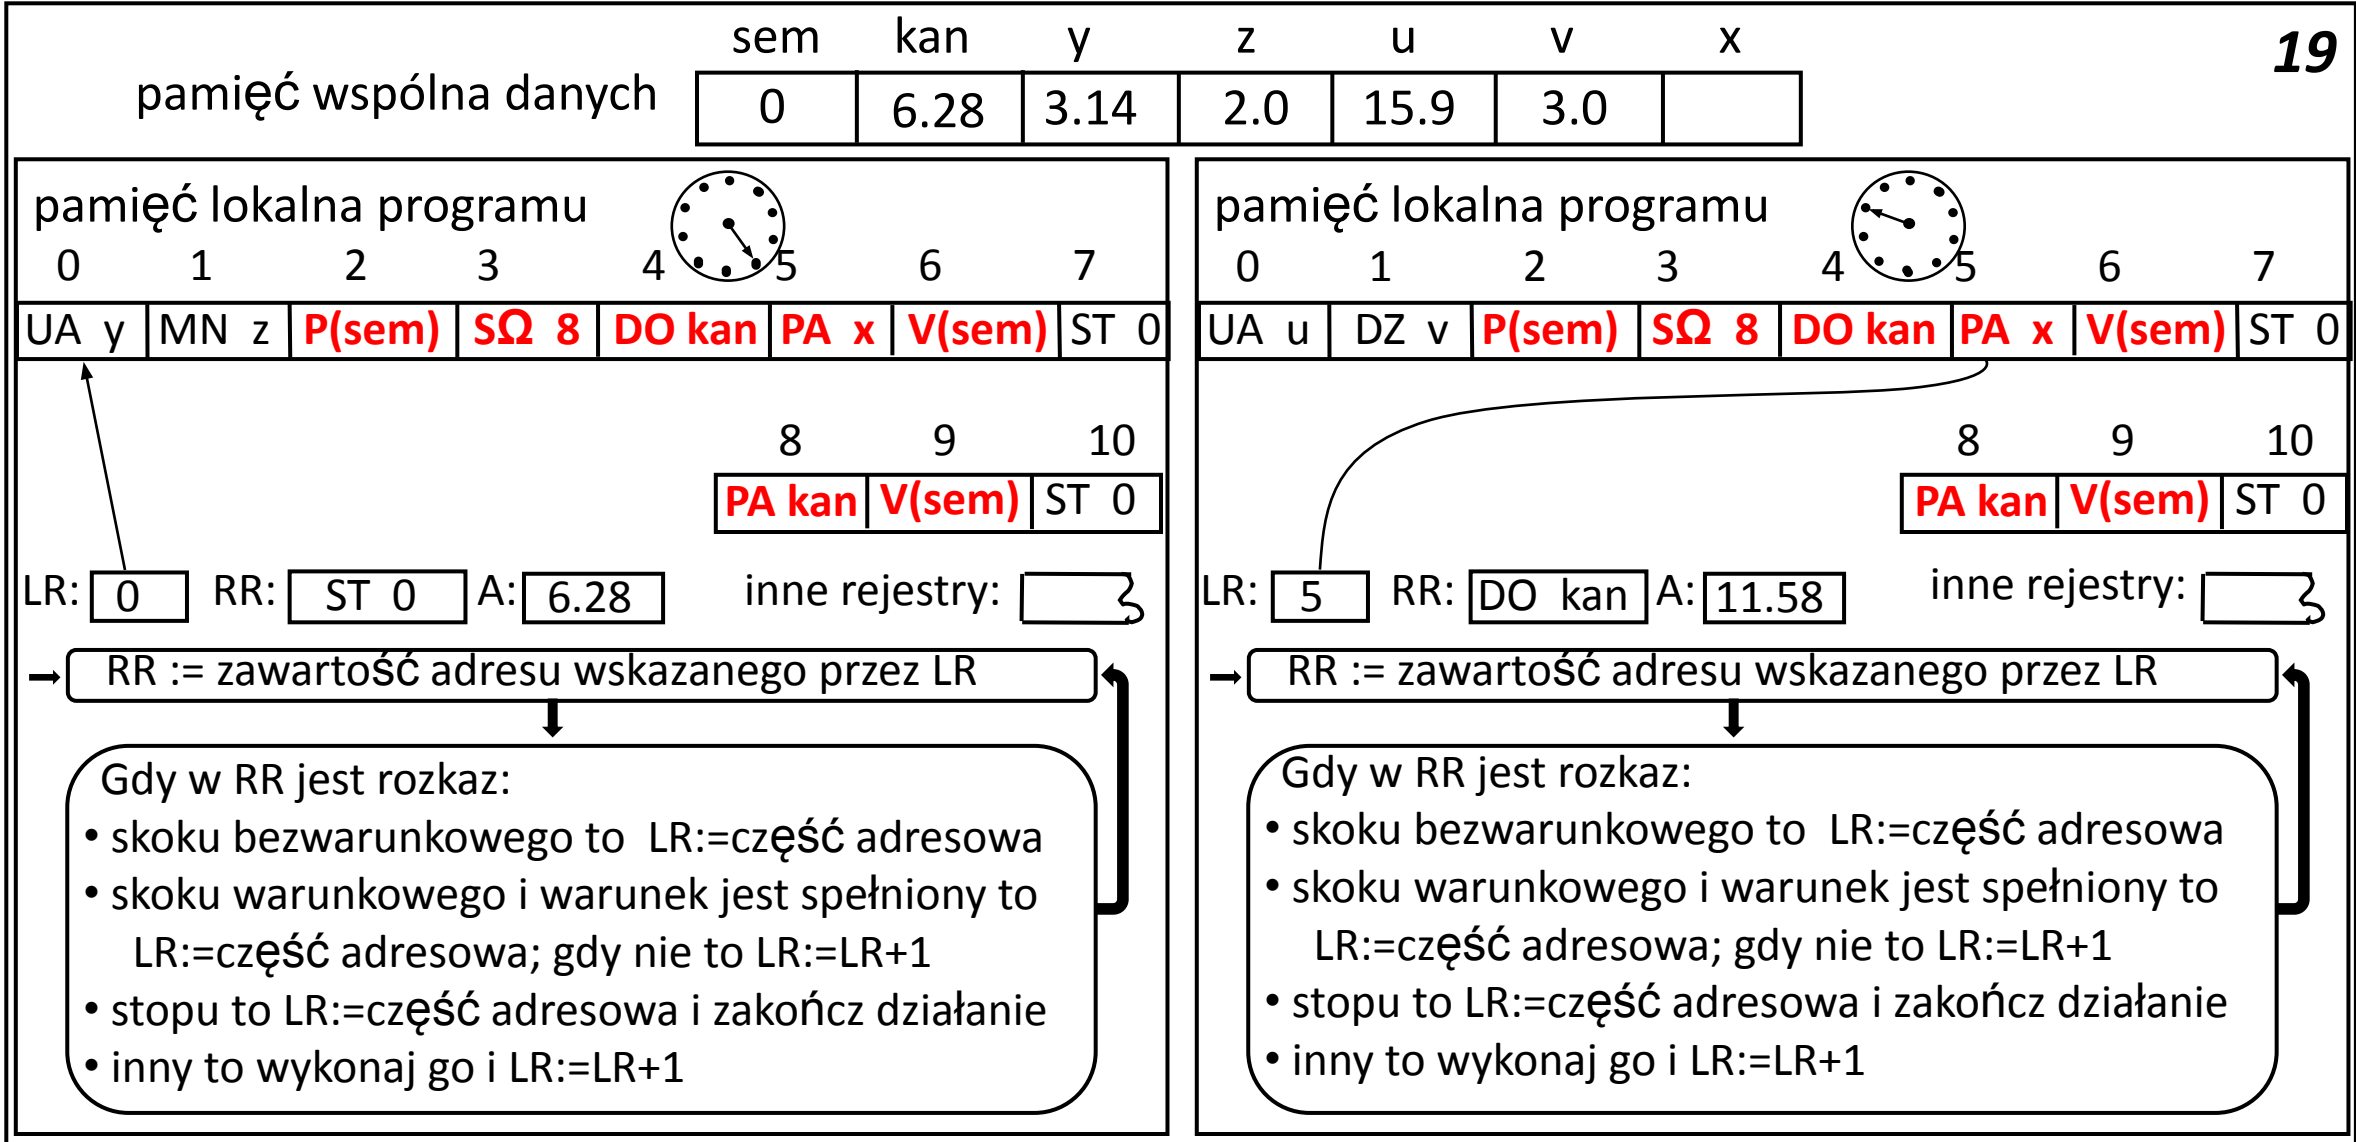 sem kan y z u v x
19
pamięć wspólna danych 0 6.28 3.14 2.0 15.9 3.0
pamięć lokalna programu
0 1 2 3 4 5 6 7
UA y MN z P(sem) SΩ 8 DO kan PA x V(sem) ST 0
8 9 10
PA kan V(sem) ST 0
LR: 0 RR: ST 0 A: 6.28 inne rejestry:
RR := zawartość adresu wskazanego przez LR
Gdy w RR jest rozkaz:
• skoku bezwarunkowego to LR:=część adresowa
• skoku warunkowego i warunek jest spełniony to
LR:=część adresowa; gdy nie to LR:=LR+1
• stopu to LR:=część adresowa i zakończ działanie
• inny to wykonaj go i LR:=LR+1
pamięć lokalna programu
0 1 2 3 4 5 6 7
UA u DZ v P(sem) SΩ 8 DO kan PA x V(sem) ST 0
8 9 10
PA kan V(sem) ST 0
LR: 5 RR: DO kan A: 11.58 inne rejestry:
RR := zawartość adresu wskazanego przez LR
Gdy w RR jest rozkaz:
• skoku bezwarunkowego to LR:=część adresowa
• skoku warunkowego i warunek jest spełniony to
LR:=część adresowa; gdy nie to LR:=LR+1
• stopu to LR:=część adresowa i zakończ działanie
• inny to wykonaj go i LR:=LR+1